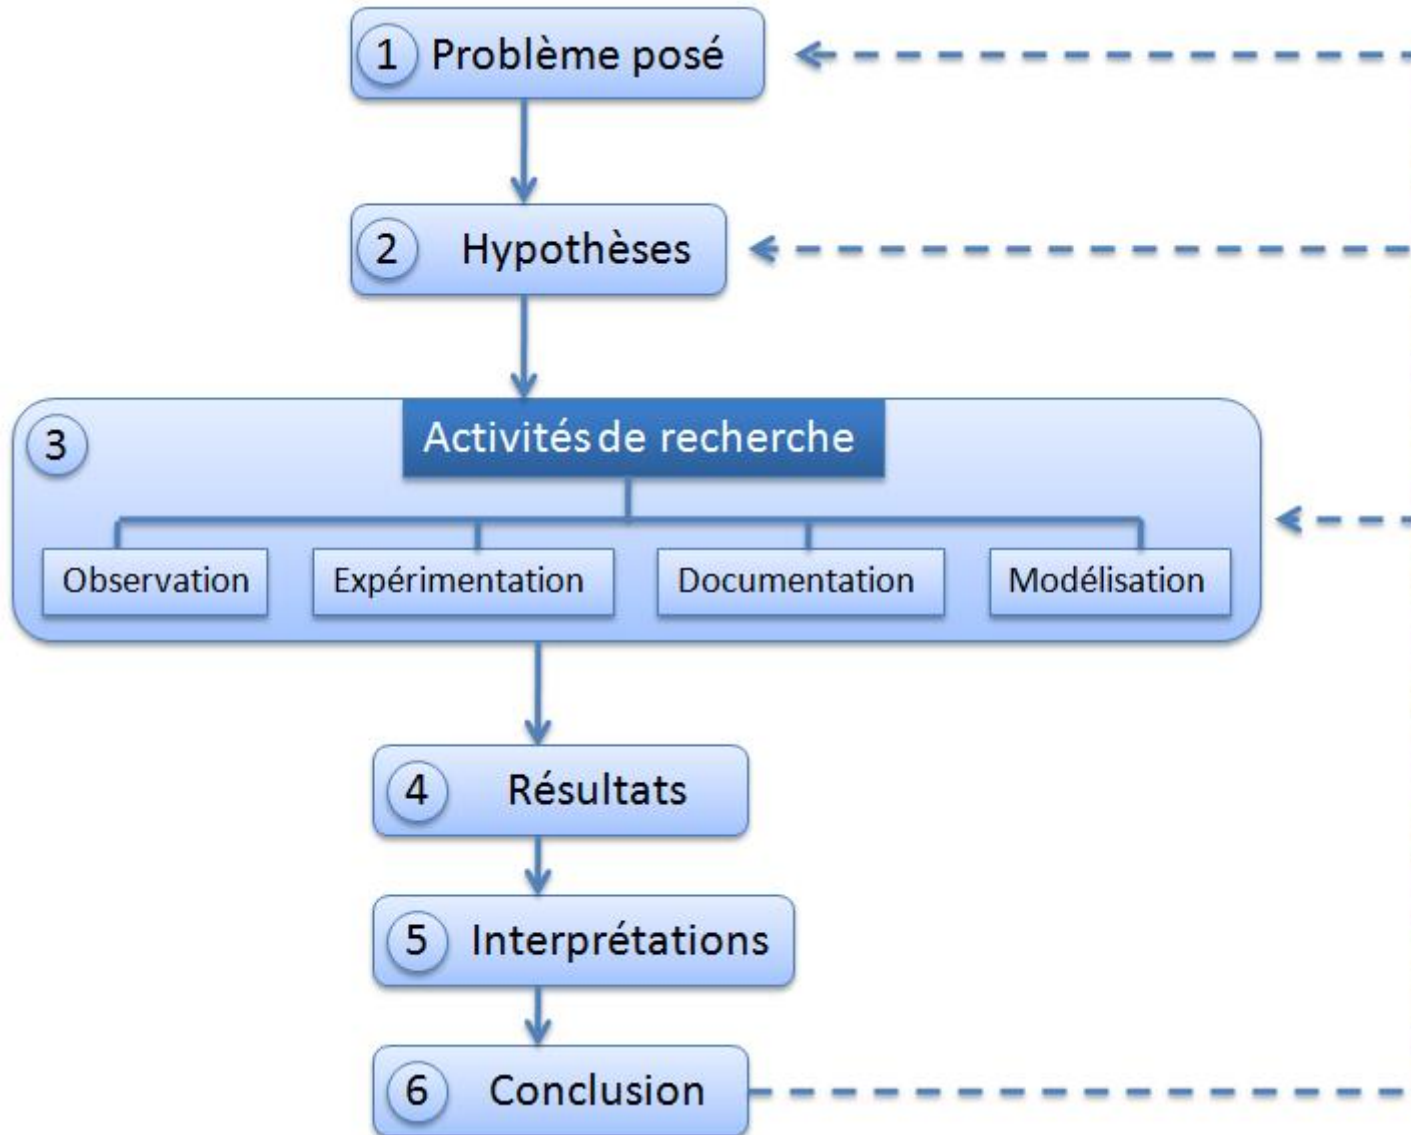 1 Problème posé
2 Hypothèses
3
Activités de recherche
Observation
Expérimentation
Documentation
Modélisation
4 Résultats
5 Interprétations
6 Conclusion